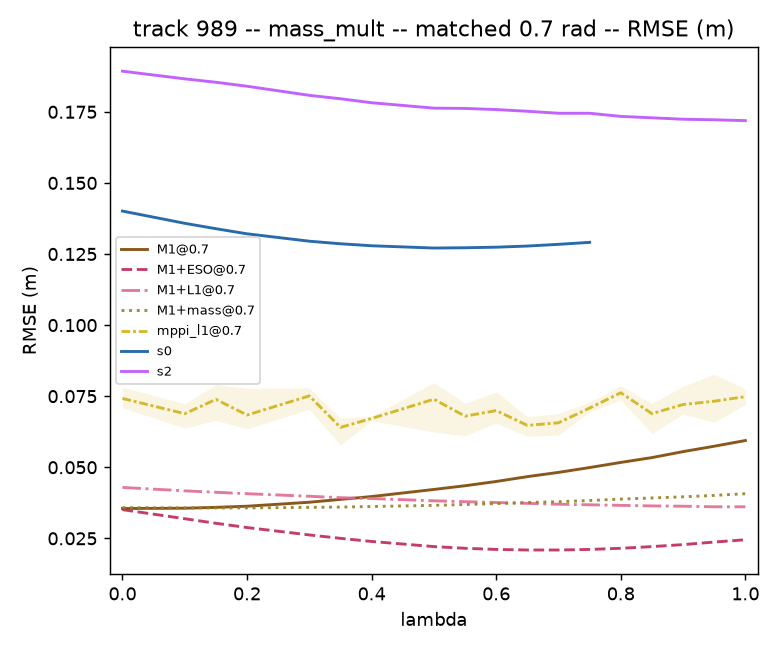 track 989 -- mass_mult -- matched 0.7 rad -- RMSE (m)
RMSE (m)
0.175
0.150
0.125
0.100
0.075
0.050
0.025
M1@0.7
M1+ESO@0.7
M1+L1@0.7
M1+mass@0.7
mppi_l1@0.7
s0
s2
0.0 0.2 0.4 0.6 0.8 1.0
lambda